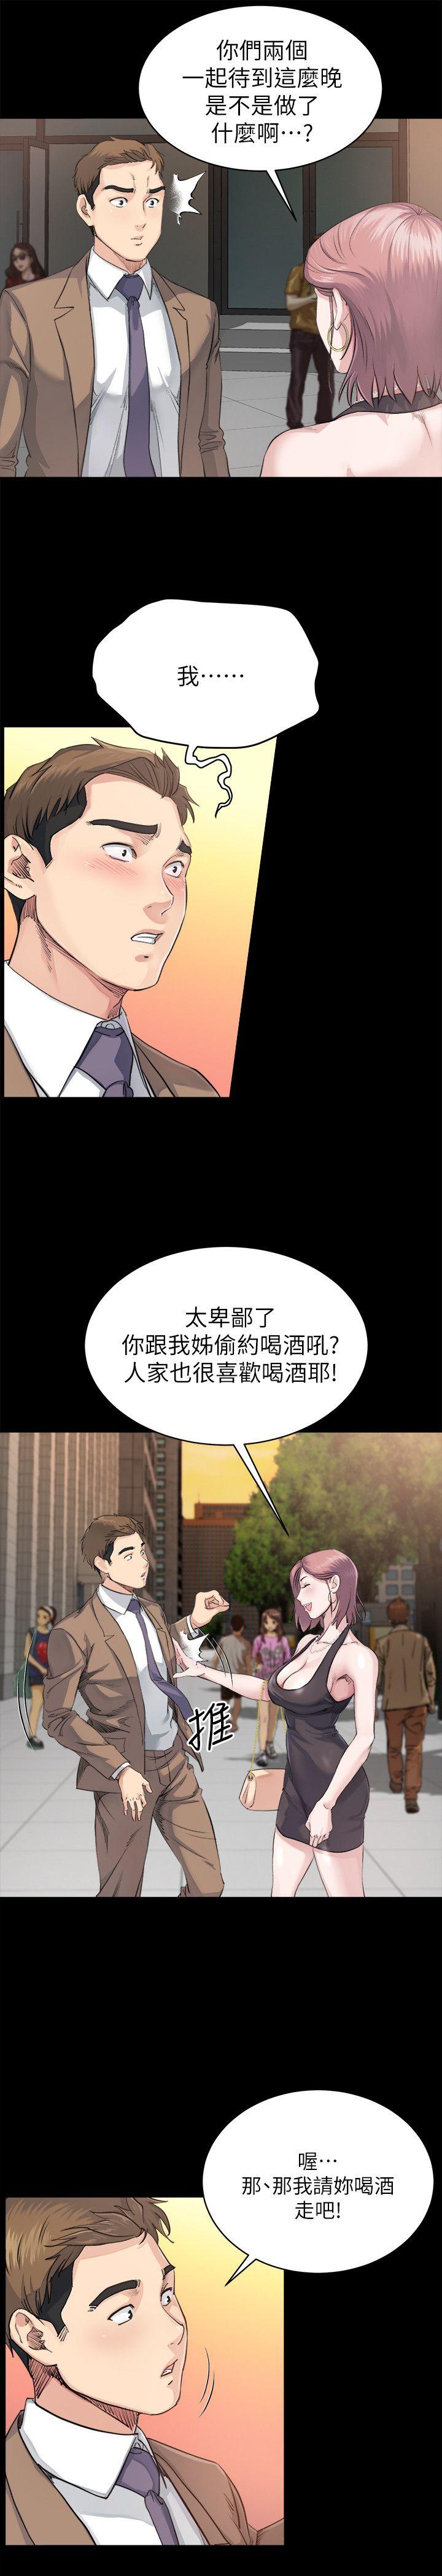 你們兩個
一起待到這麼晚
是不是做了
什麼啊…?
我……
太卑鄙了
你跟我姊偷約喝酒吼?
人家也很喜歡喝酒耶!
推
喔…
那、那我請妳喝酒
走吧!